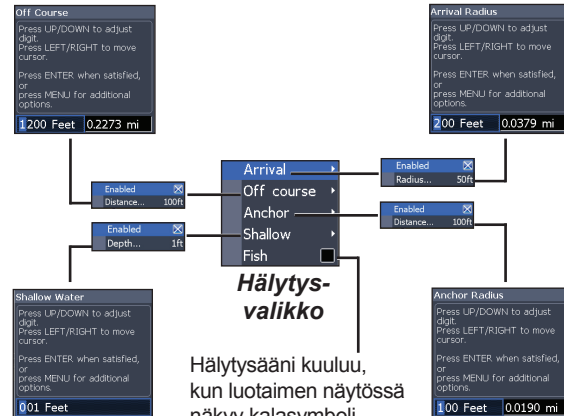 Off Course
Press UP/DOWN to adjust
digit.
Press LEFT/RIGHT to move
cursor.
Press ENTER when satisfied,
or
press MENU for additional
options.
1200 Feet 0.2273 mi
Arrival Radius
Press UP/DOWN to adjust
digit.
Press LEFT/RIGHT to move
cursor.
Press ENTER when satisfied,
or
press MENU for additional
options.
200 Feet 0.0379 mi
Enabled
Distance... 100ft
Arrival
Off course
Anchor
Shallow
Fish
Enabled
Radius... 50ft
Enabled
Depth... 1ft
Enabled
Distance... 100ft
Hälytys-
valikko
Shallow Water
Press UP/DOWN to adjust
digit.
Press LEFT/RIGHT to move
cursor.
Press ENTER when satisfied,
or
press MENU for additional
options.
001 Feet
Hälytysääni kuuluu,
kun luotaimen näytössä
näkyy kalasymboli
Anchor Radius
Press UP/DOWN to adjust
digit.
Press LEFT/RIGHT to move
cursor.
Press ENTER when satisfied,
or
press MENU for additional
options.
100 Feet 0.0190 mi